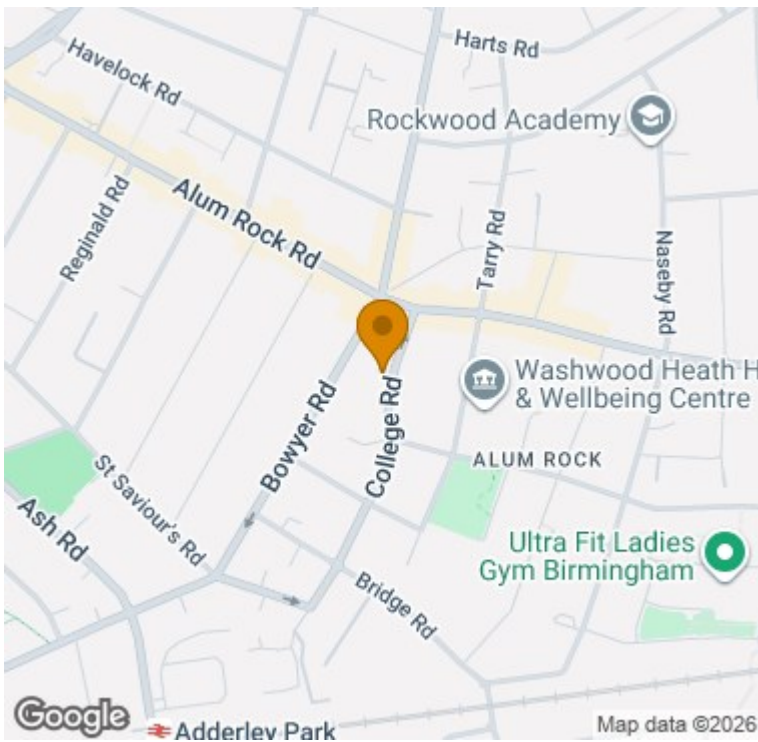 Harts Rd
Havelock Rd
Rockwood Academy
Alum Rock Rd
Reginald Rd
Tarry Rd
Naseby Rd
Washwood Heath H
& Wellbeing Centre
Bowyer Rd
College Rd
ALUM ROCK
St Saviour's Rd
Ash Rd
Ultra Fit Ladies
Gym Birmingham
Bridge Rd
Google
Adderley Park
Map data ©2026